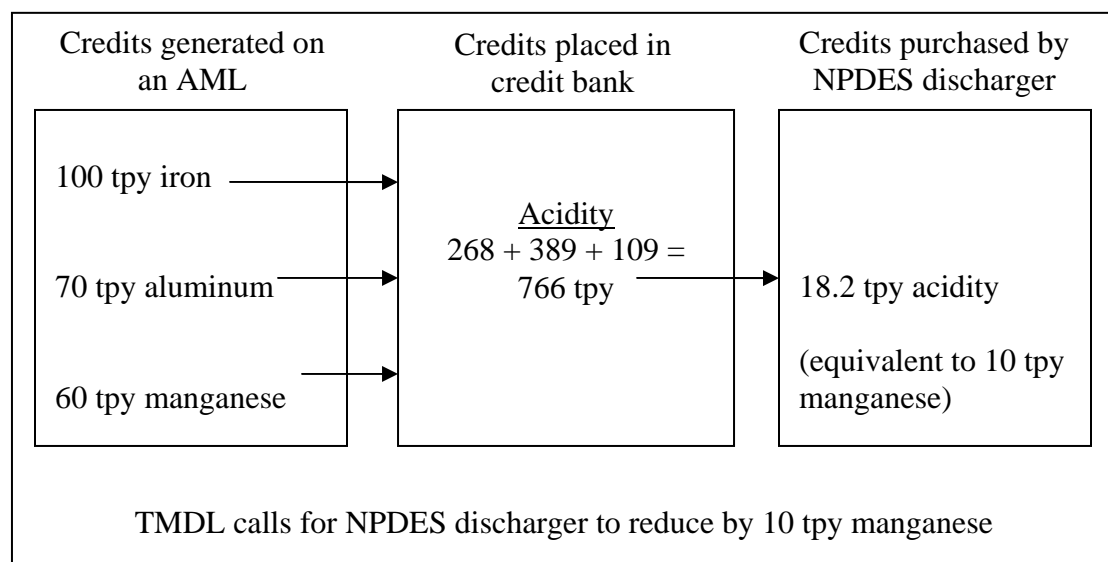 Credits generated on
an AML
Credits placed in
credit bank
Credits purchased by
NPDES discharger
100 tpy iron
70 tpy aluminum
60 tpy manganese
Acidity
268 + 389 + 109 =
766 tpy
18.2 tpy acidity
(equivalent to 10 tpy
manganese)
TMDL calls for NPDES discharger to reduce by 10 tpy manganese